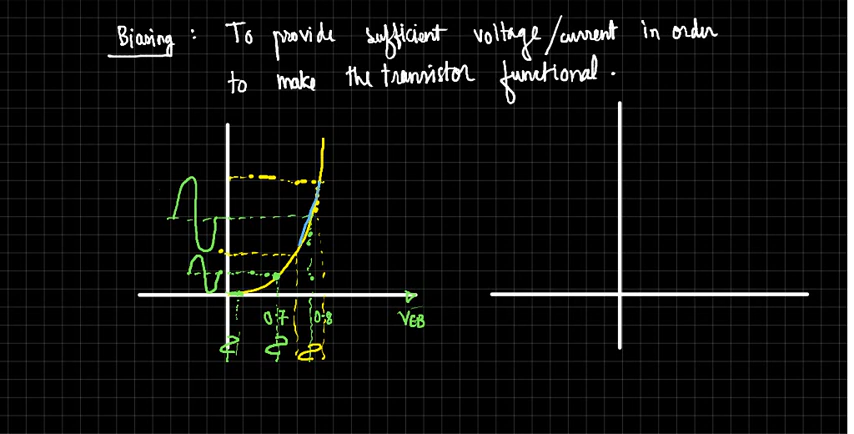 Biasing : To provide sufficient voltage/current in order
to make the transistor functional.
0.7
0.8
VEB